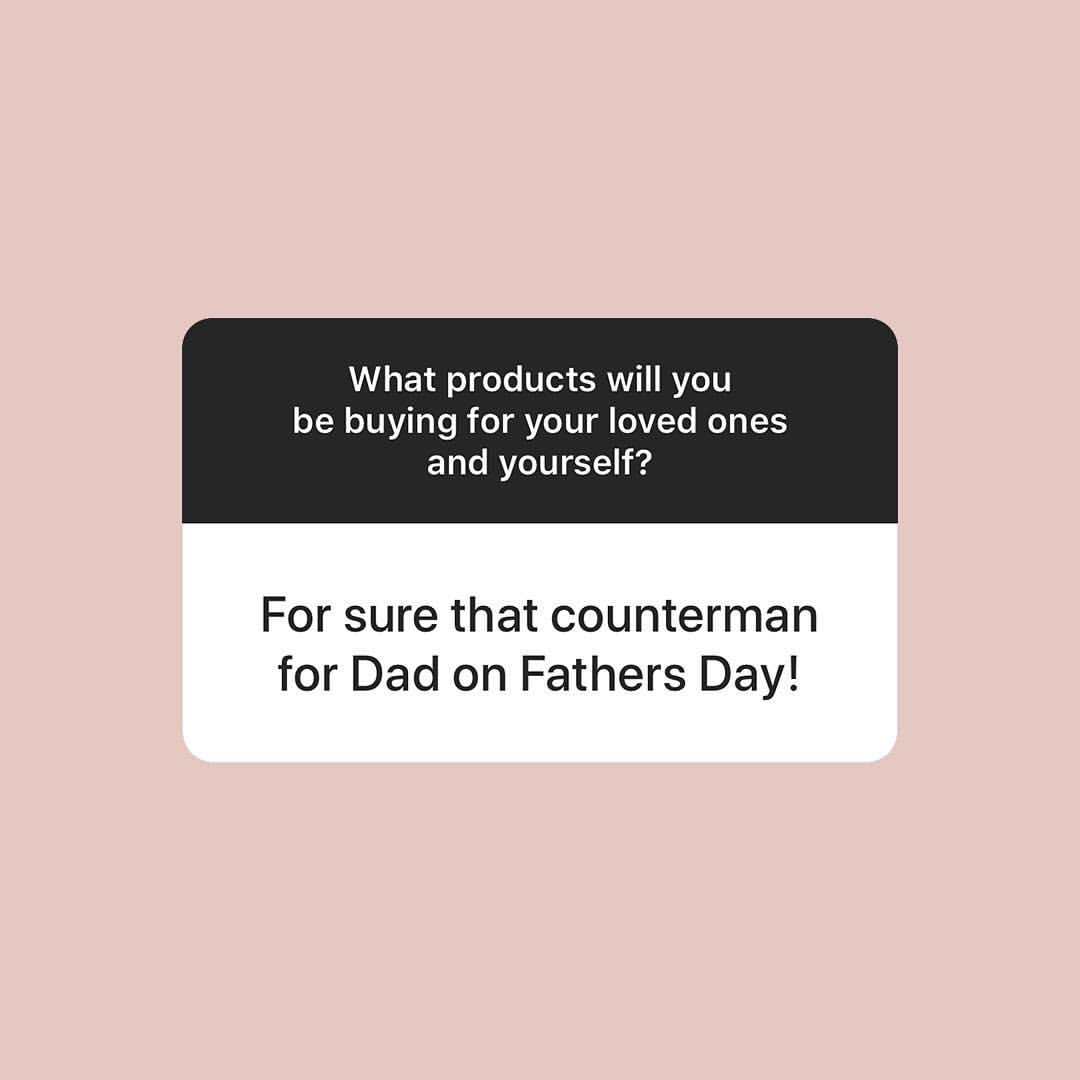 What products will you
be buying for your loved ones
and yourself?
For sure that counterman
for Dad on Fathers Day!